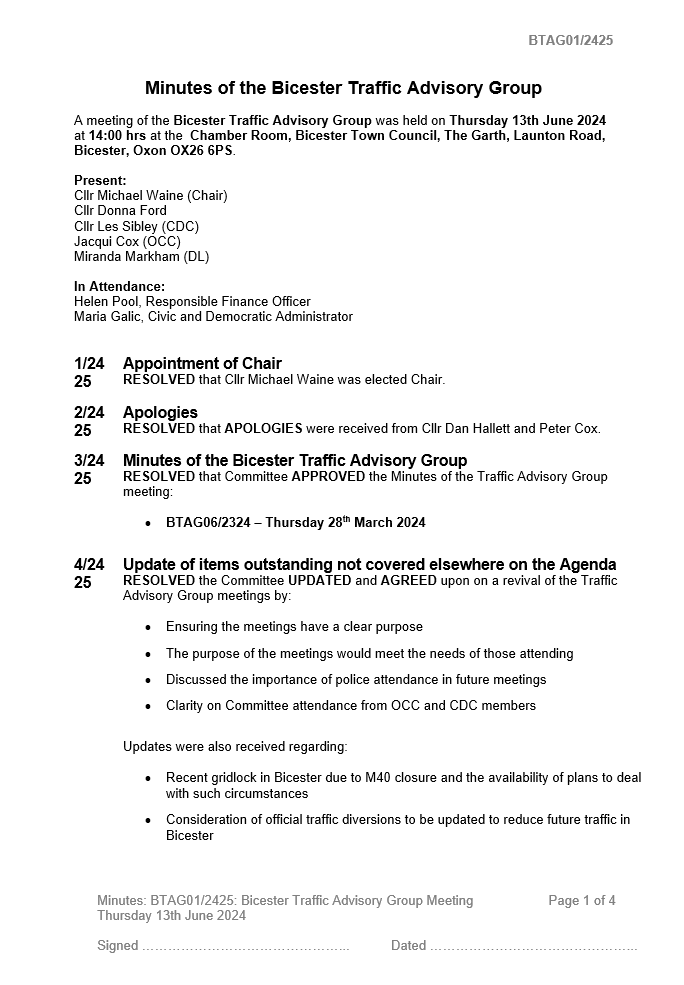 BTAG01/2425
Minutes of the Bicester Traffic Advisory Group
A meeting of the Bicester Traffic Advisory Group was held on Thursday 13th June 2024
at 14:00 hrs at the Chamber Room, Bicester Town Council, The Garth, Launton Road,
Bicester, Oxon OX26 6PS.
Present:
Cllr Michael Waine (Chair)
Cllr Donna Ford
Cllr Les Sibley (CDC)
Jacqui Cox (OCC)
Miranda Markham (DL)
In Attendance:
Helen Pool, Responsible Finance Officer
Maria Galic, Civic and Democratic Administrator
1/24 Appointment of Chair
25 RESOLVED that Cllr Michael Waine was elected Chair.
2/24 Apologies
25 RESOLVED that APOLOGIES were received from Cllr Dan Hallett and Peter Cox.
3/24 Minutes of the Bicester Traffic Advisory Group
25 RESOLVED that Committee APPROVED the Minutes of the Traffic Advisory Group
meeting:
• BTAG06/2324 – Thursday 28th March 2024
4/24 Update of items outstanding not covered elsewhere on the Agenda
25 RESOLVED the Committee UPDATED and AGREED upon on a revival of the Traffic
Advisory Group meetings by:
• Ensuring the meetings have a clear purpose
• The purpose of the meetings would meet the needs of those attending
• Discussed the importance of police attendance in future meetings
• Clarity on Committee attendance from OCC and CDC members
Updates were also received regarding:
• Recent gridlock in Bicester due to M40 closure and the availability of plans to deal
with such circumstances
• Consideration of official traffic diversions to be updated to reduce future traffic in
Bicester
Minutes: BTAG01/2425: Bicester Traffic Advisory Group Meeting Page 1 of 4
Thursday 13th June 2024
Signed ……………………………………….. Dated ………………………………………...